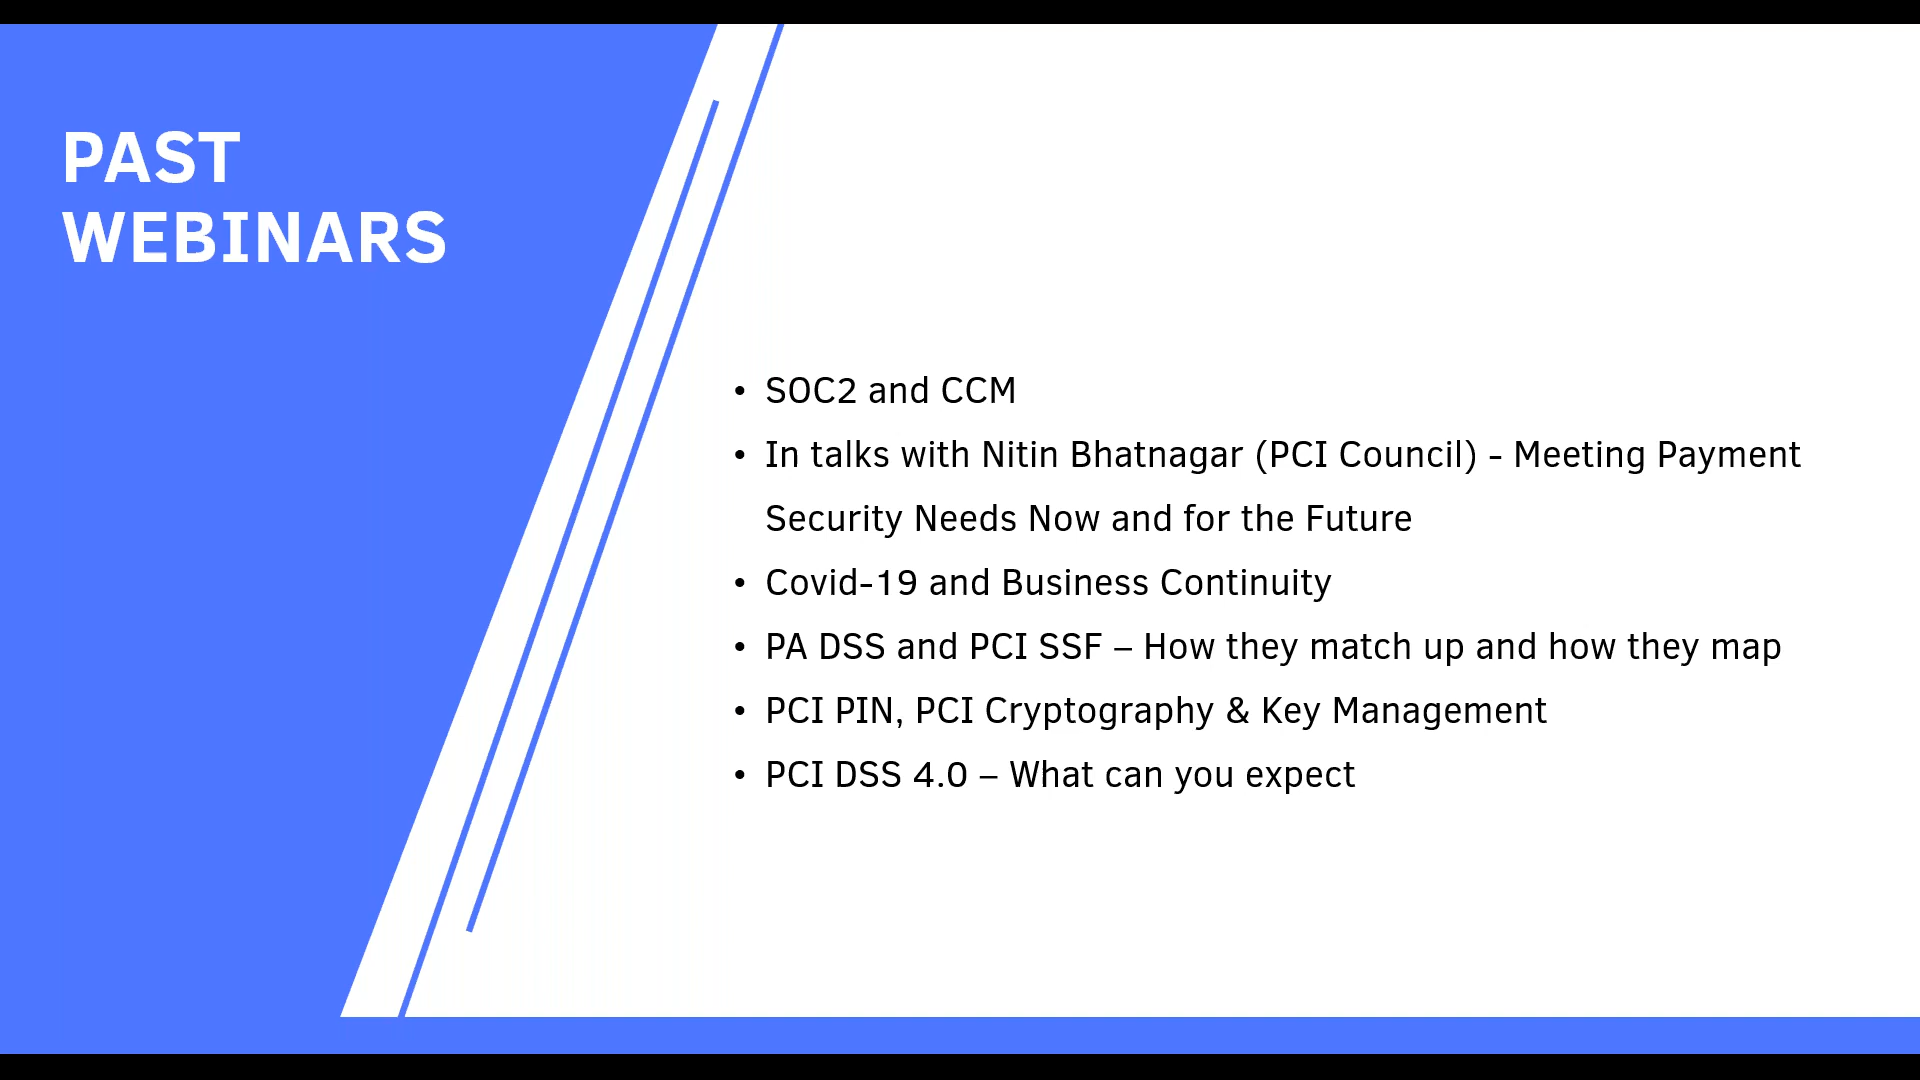 PAST
WEBINARS
• SOC2 and CCM
• In talks with Nitin Bhatnagar (PCI Council) - Meeting Payment
Security Needs Now and for the Future
• Covid-19 and Business Continuity
• PA DSS and PCI SSF – How they match up and how they map
• PCI PIN, PCI Cryptography & Key Management
• PCI DSS 4.0 – What can you expect